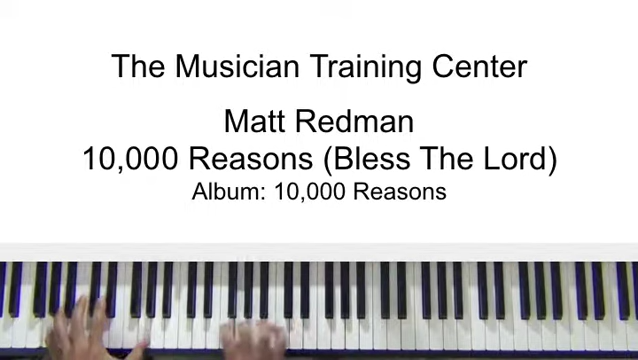 The Musician Training Center
Matt Redman
10,000 Reasons (Bless The Lord)
Album: 10,000 Reasons